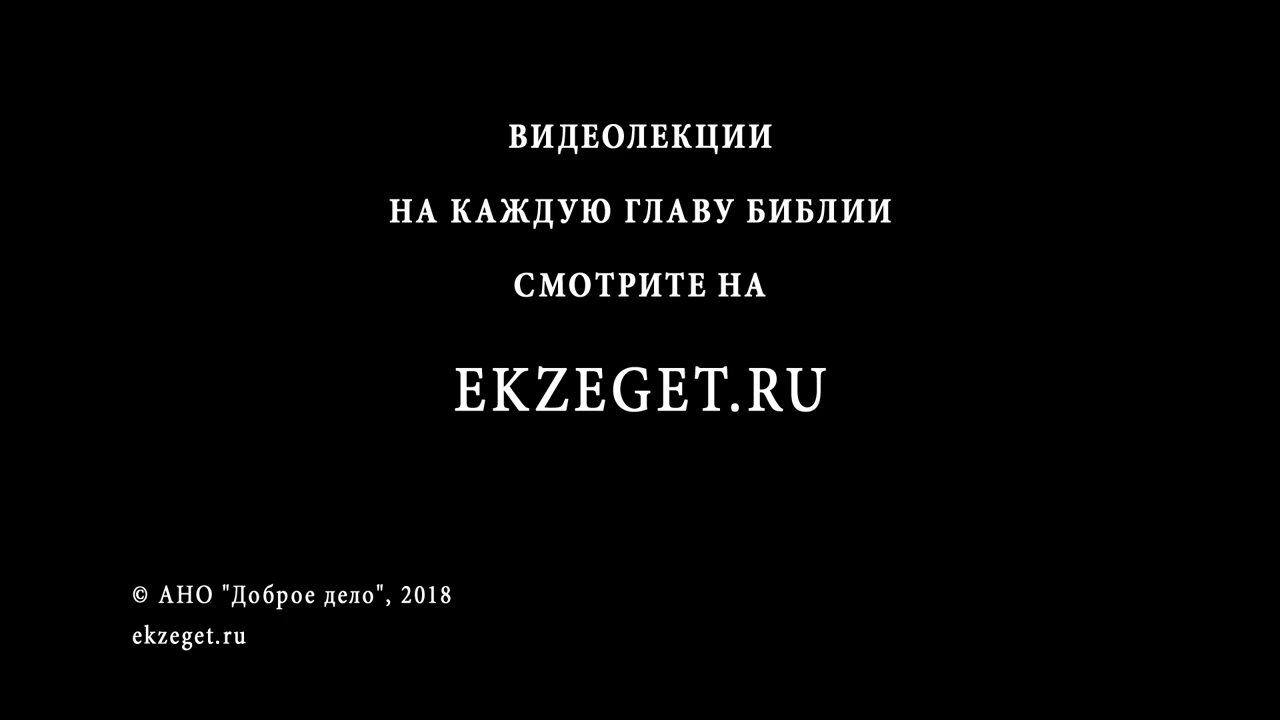 ВИДЕОЛЕКЦИИ
НА КАЖДУЮ ГЛАВУ БИБЛИИ
СМОТРИТЕ НА
EKZEGET.RU
© АНО "Доброе дело", 2018
ekzeget.ru